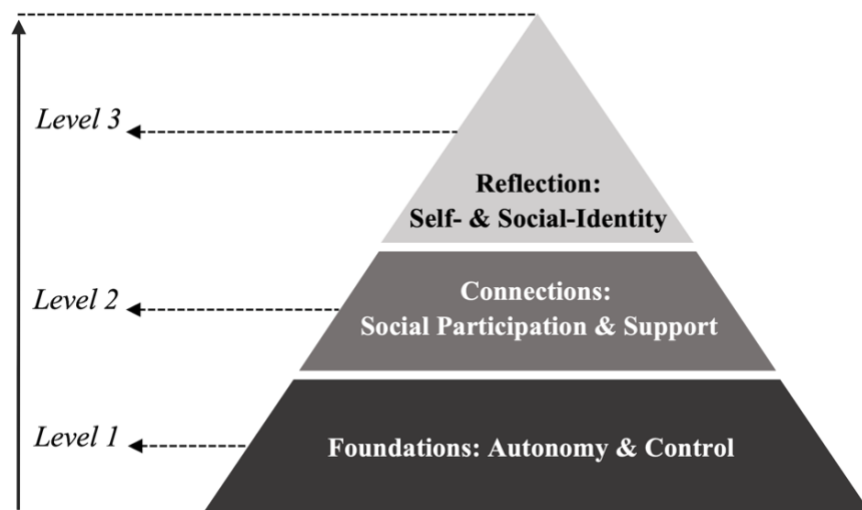 Level 3
Reflection:
Self- & Social-Identity
Level 2
Connections:
Social Participation & Support
Level 1
Foundations: Autonomy & Control